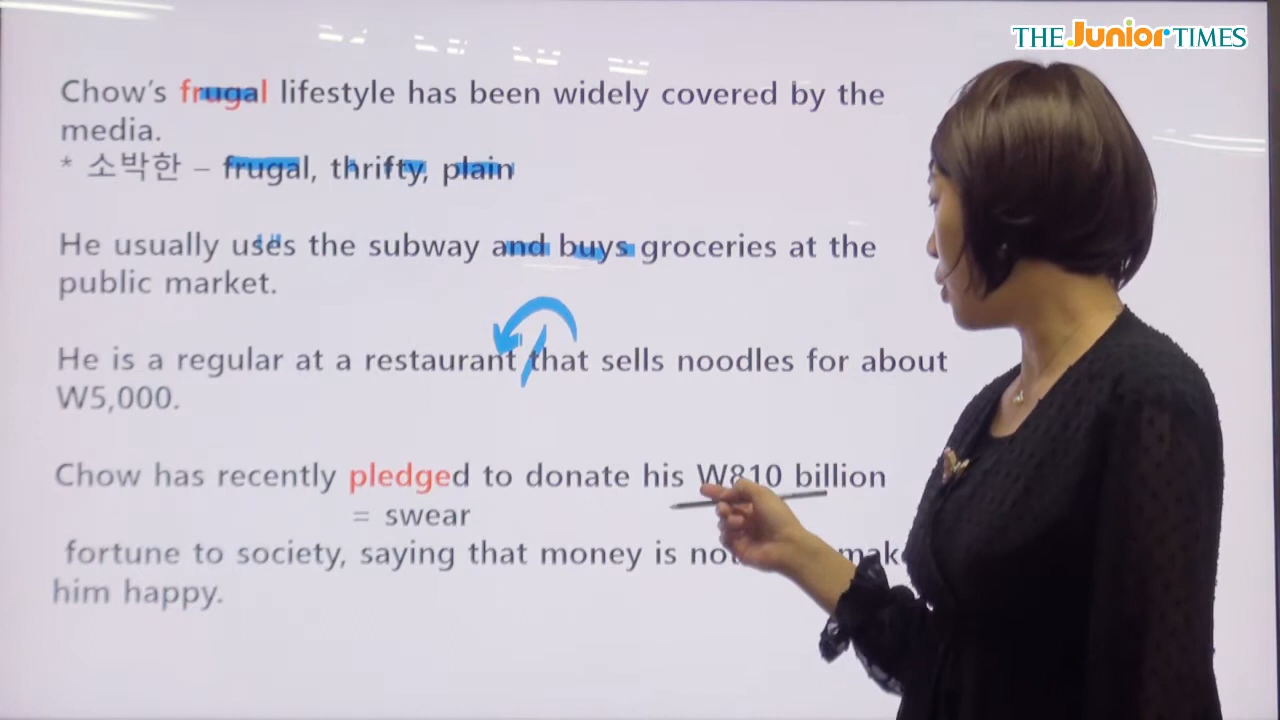 THE Junior TIMES
Chow's frugal lifestyle has been widely covered by the
media.
* 소박한 – frugal, thrifty, plain
He usually uses the subway and buys groceries at the
public market.
He is a regular at a restaurant that sells noodles for about
W5,000.
Chow has recently pledged to donate his W810 billion
= swear
fortune to society, saying that money is not
him happy.